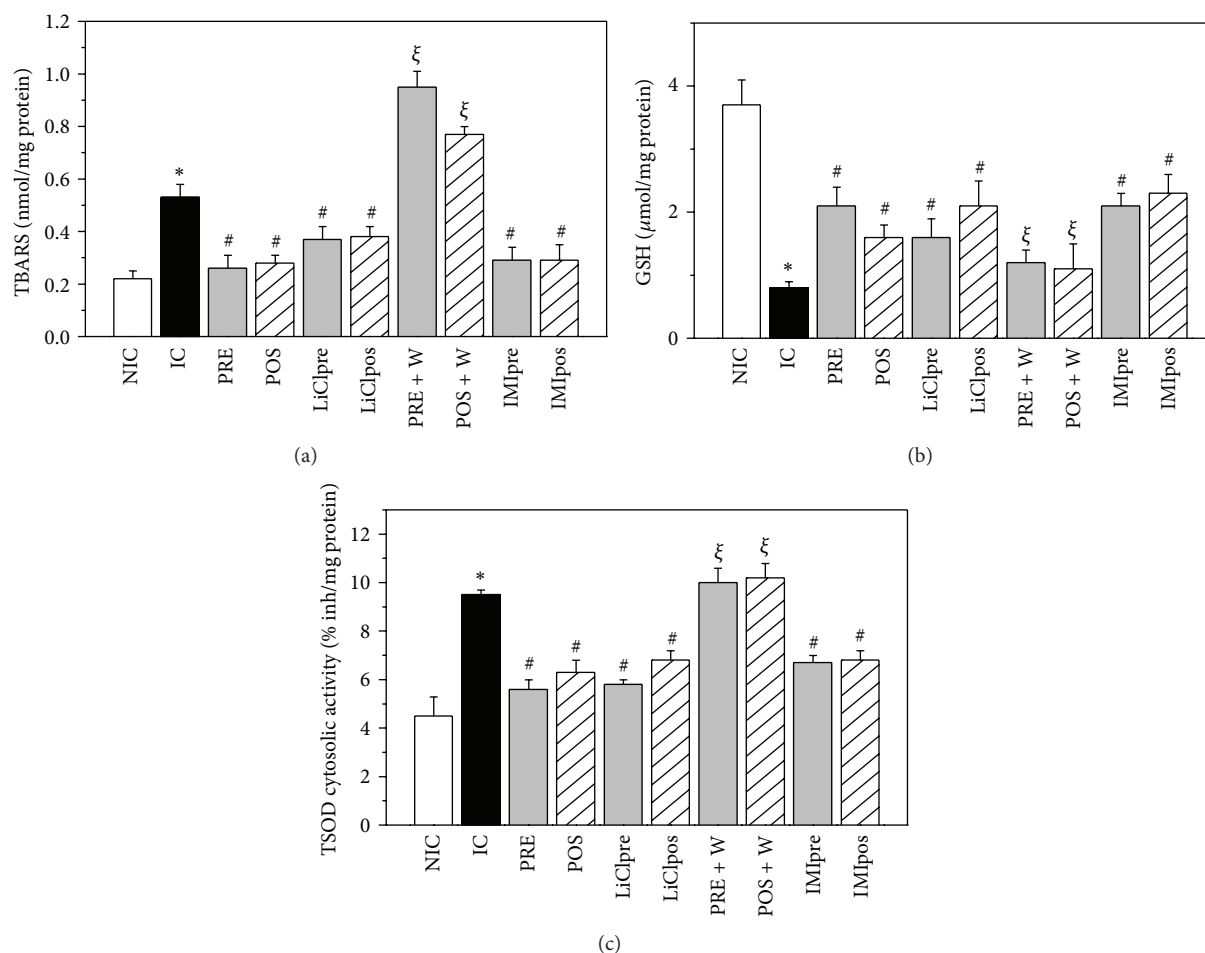 TBARS (nmol/mg protein)
1.2
1.0
0.8
0.6
0.4
0.2
0.0
*
#
#
#
#
ξ
ξ
#
#
NIC
IC
PRE
POS
LiClpre
LiClpos
PRE + W
POS + W
IMIpre
IMIpos
(a)
GSH (μmol/mg protein)
4
2
0
*
#
#
#
#
ξ
ξ
#
#
NIC
IC
PRE
POS
LiClpre
LiClpos
PRE + W
POS + W
IMIpre
IMIpos
(b)
TSOD cytosolic activity (% inh/mg protein)
12
10
8
6
4
2
0
*
#
#
#
#
ξ
ξ
#
#
NIC
IC
PRE
POS
LiClpre
LiClpos
PRE + W
POS + W
IMIpre
IMIpos
(c)